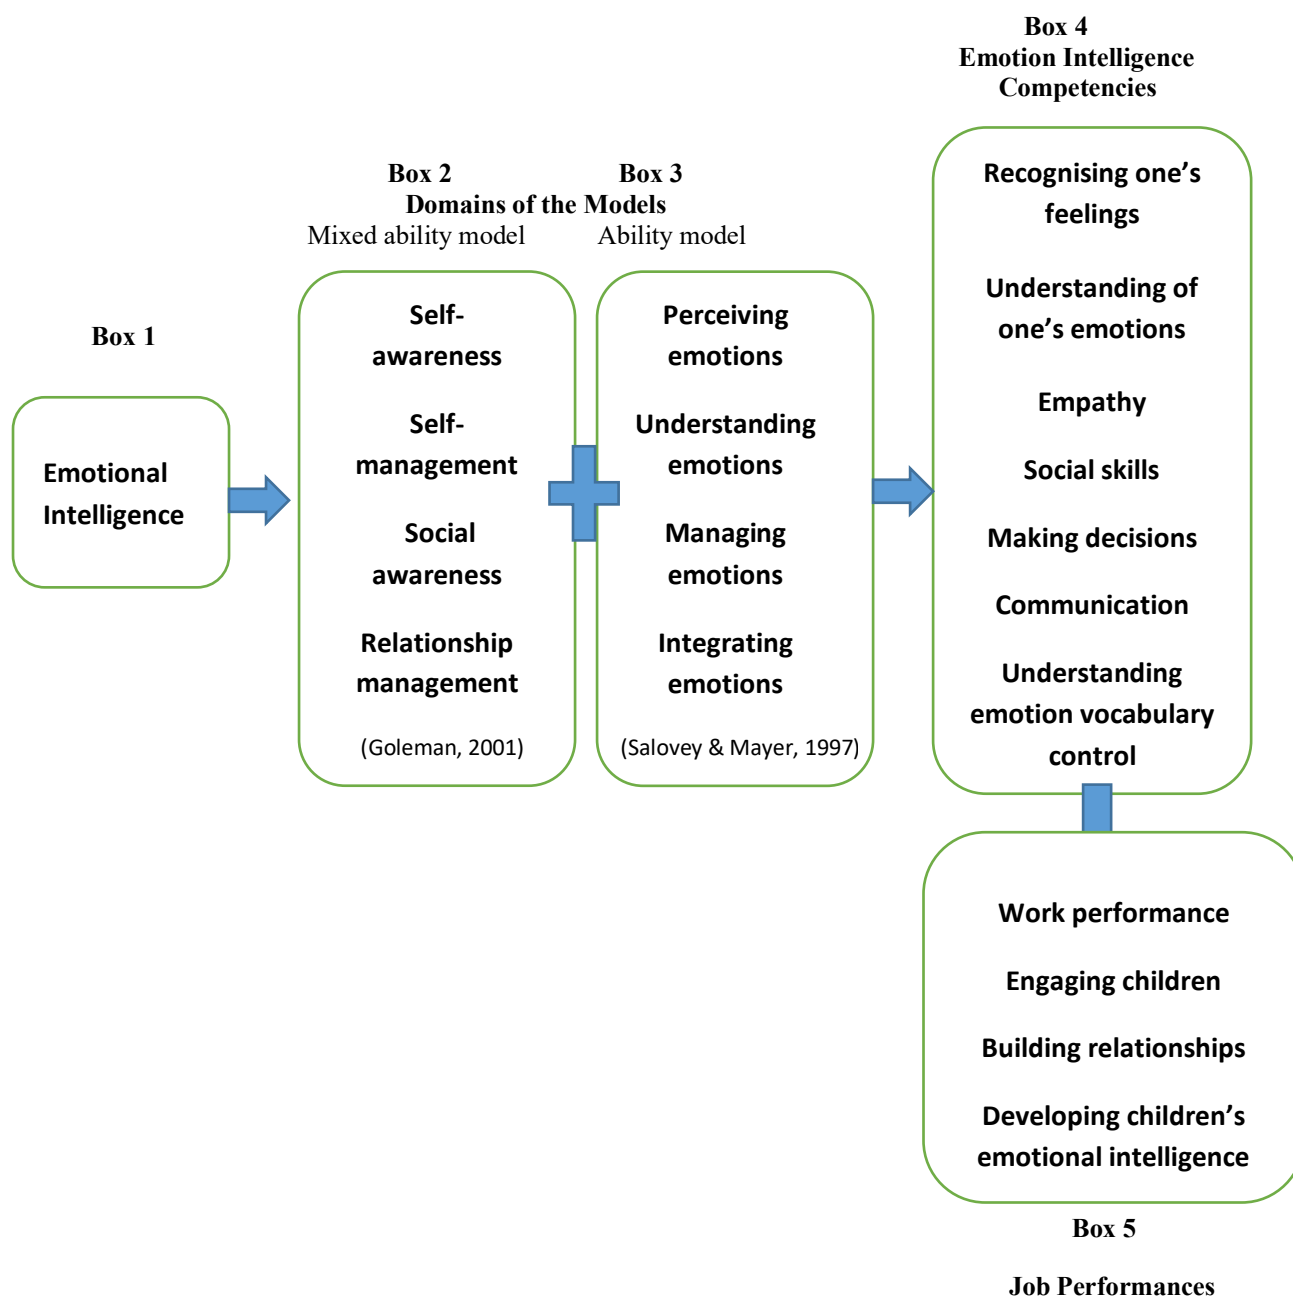 Box 1
Emotional
Intelligence
Box 2
Box 3
Domains of the Models
Mixed ability model
Ability model
Self-
awareness
Self-
management
Social
awareness
Relationship
management
(Goleman, 2001)
Perceiving
emotions
Understanding
emotions
Managing
emotions
Integrating
emotions
(Salovey & Mayer, 1997)
Box 4
Emotion Intelligence
Competencies
Recognising one’s
feelings
Understanding of
one’s emotions
Empathy
Social skills
Making decisions
Communication
Understanding
emotion vocabulary
control
Work performance
Engaging children
Building relationships
Developing children’s
emotional intelligence
Box 5
Job Performances